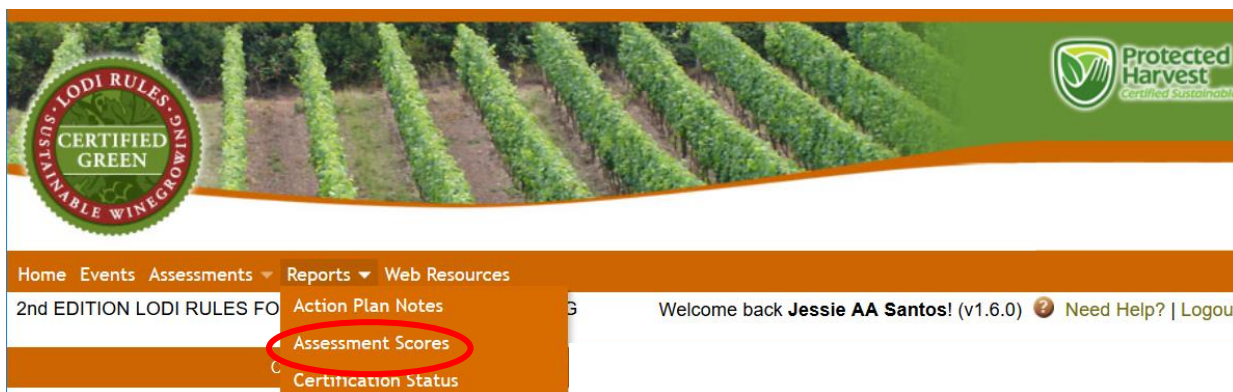 LODI RULES
SUSTAINABLE WINEGROWING
CERTIFIED
GREEN
Protected
Harvest
Certified
Home Events Assessments Reports Web Resources
2nd EDITION LODI RULES FO
G
Welcome back Jessie AA Santos! (v1.6.0) Need Help? | Logou
Action Plan Notes
Assessment Scores
C
Certification Status